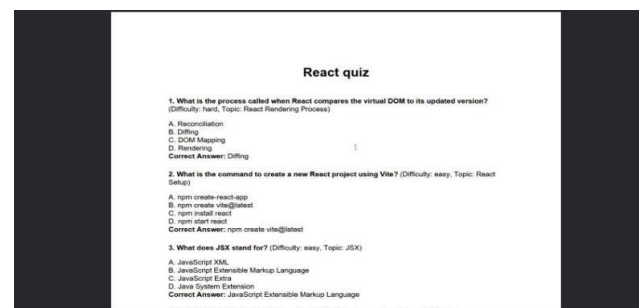 React quiz
1. What is the process called when React compares the virtual DOM to its updated version?
(Difficulty: hard, Topic: React Rendering Process)
A. Reconciliation
B. Diffing
C. DOM Mapping
D. Rendering
Correct Answer: Diffing
2. What is the command to create a new React project using Vite? (Difficulty: easy, Topic: React
Setup)
A. npm create-react-app
B. npm create vite@latest
C. npm install react
D. npm start react
Correct Answer: npm create vite@latest
3. What does JSX stand for? (Difficulty: easy, Topic: JSX)
A. JavaScript XML
B. JavaScript Extensible Markup Language
C. JavaScript Extra
D. Java System Extension
Correct Answer: JavaScript Extensible Markup Language